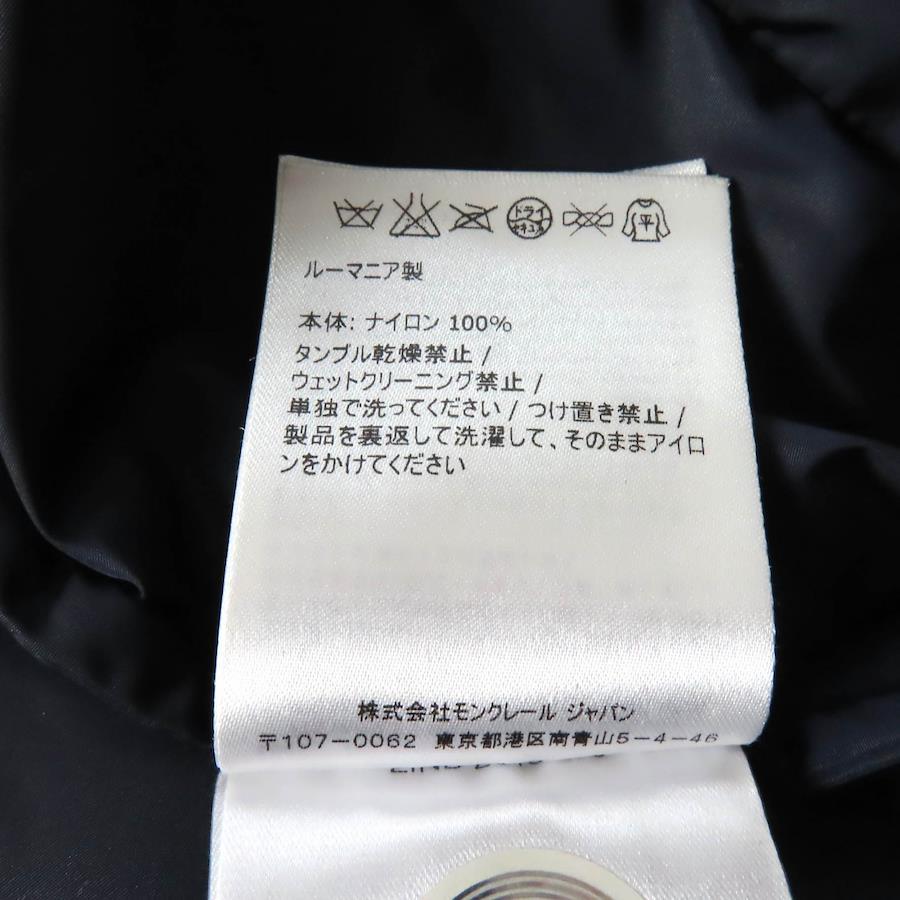 ドライ
セキユ系
平
ルーマニア製
本体: ナイロン 100%
タンブル乾燥禁止 /
ウェットクリーニング禁止 /
単独で洗ってください / つけ置き禁止 /
製品を裏返して洗濯して、そのままアイロ
ンをかけてください
株式会社モンクレール ジャパン
〒107-0062 東京都港区南青山5-4-46